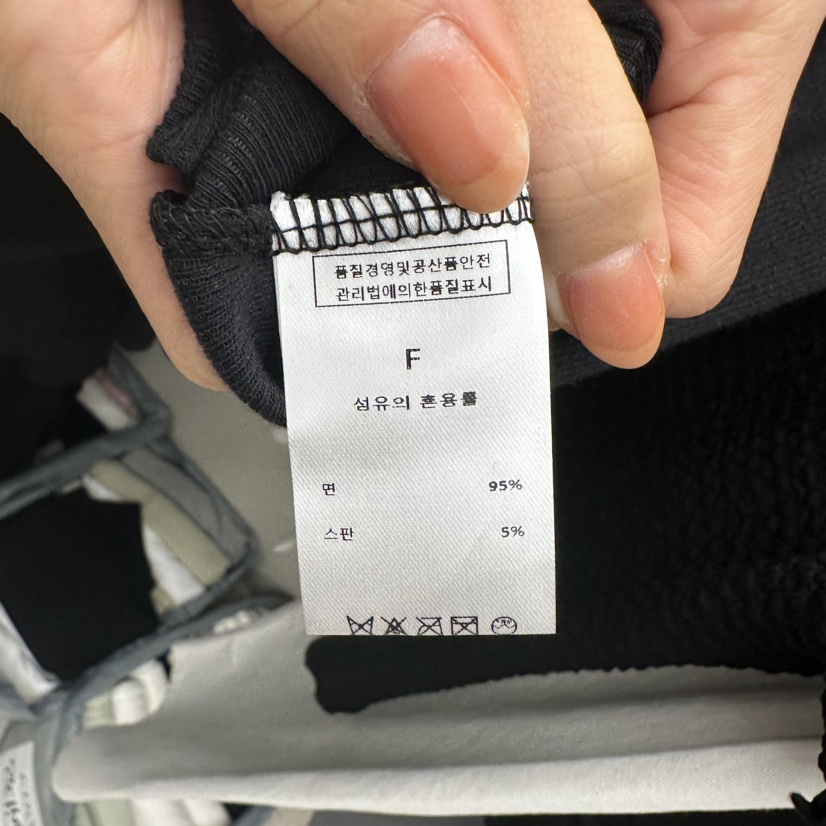 품질경영및공산품안전
관리법에의한품질표시
F
섬유의 혼용률
면 95%
스판 5%